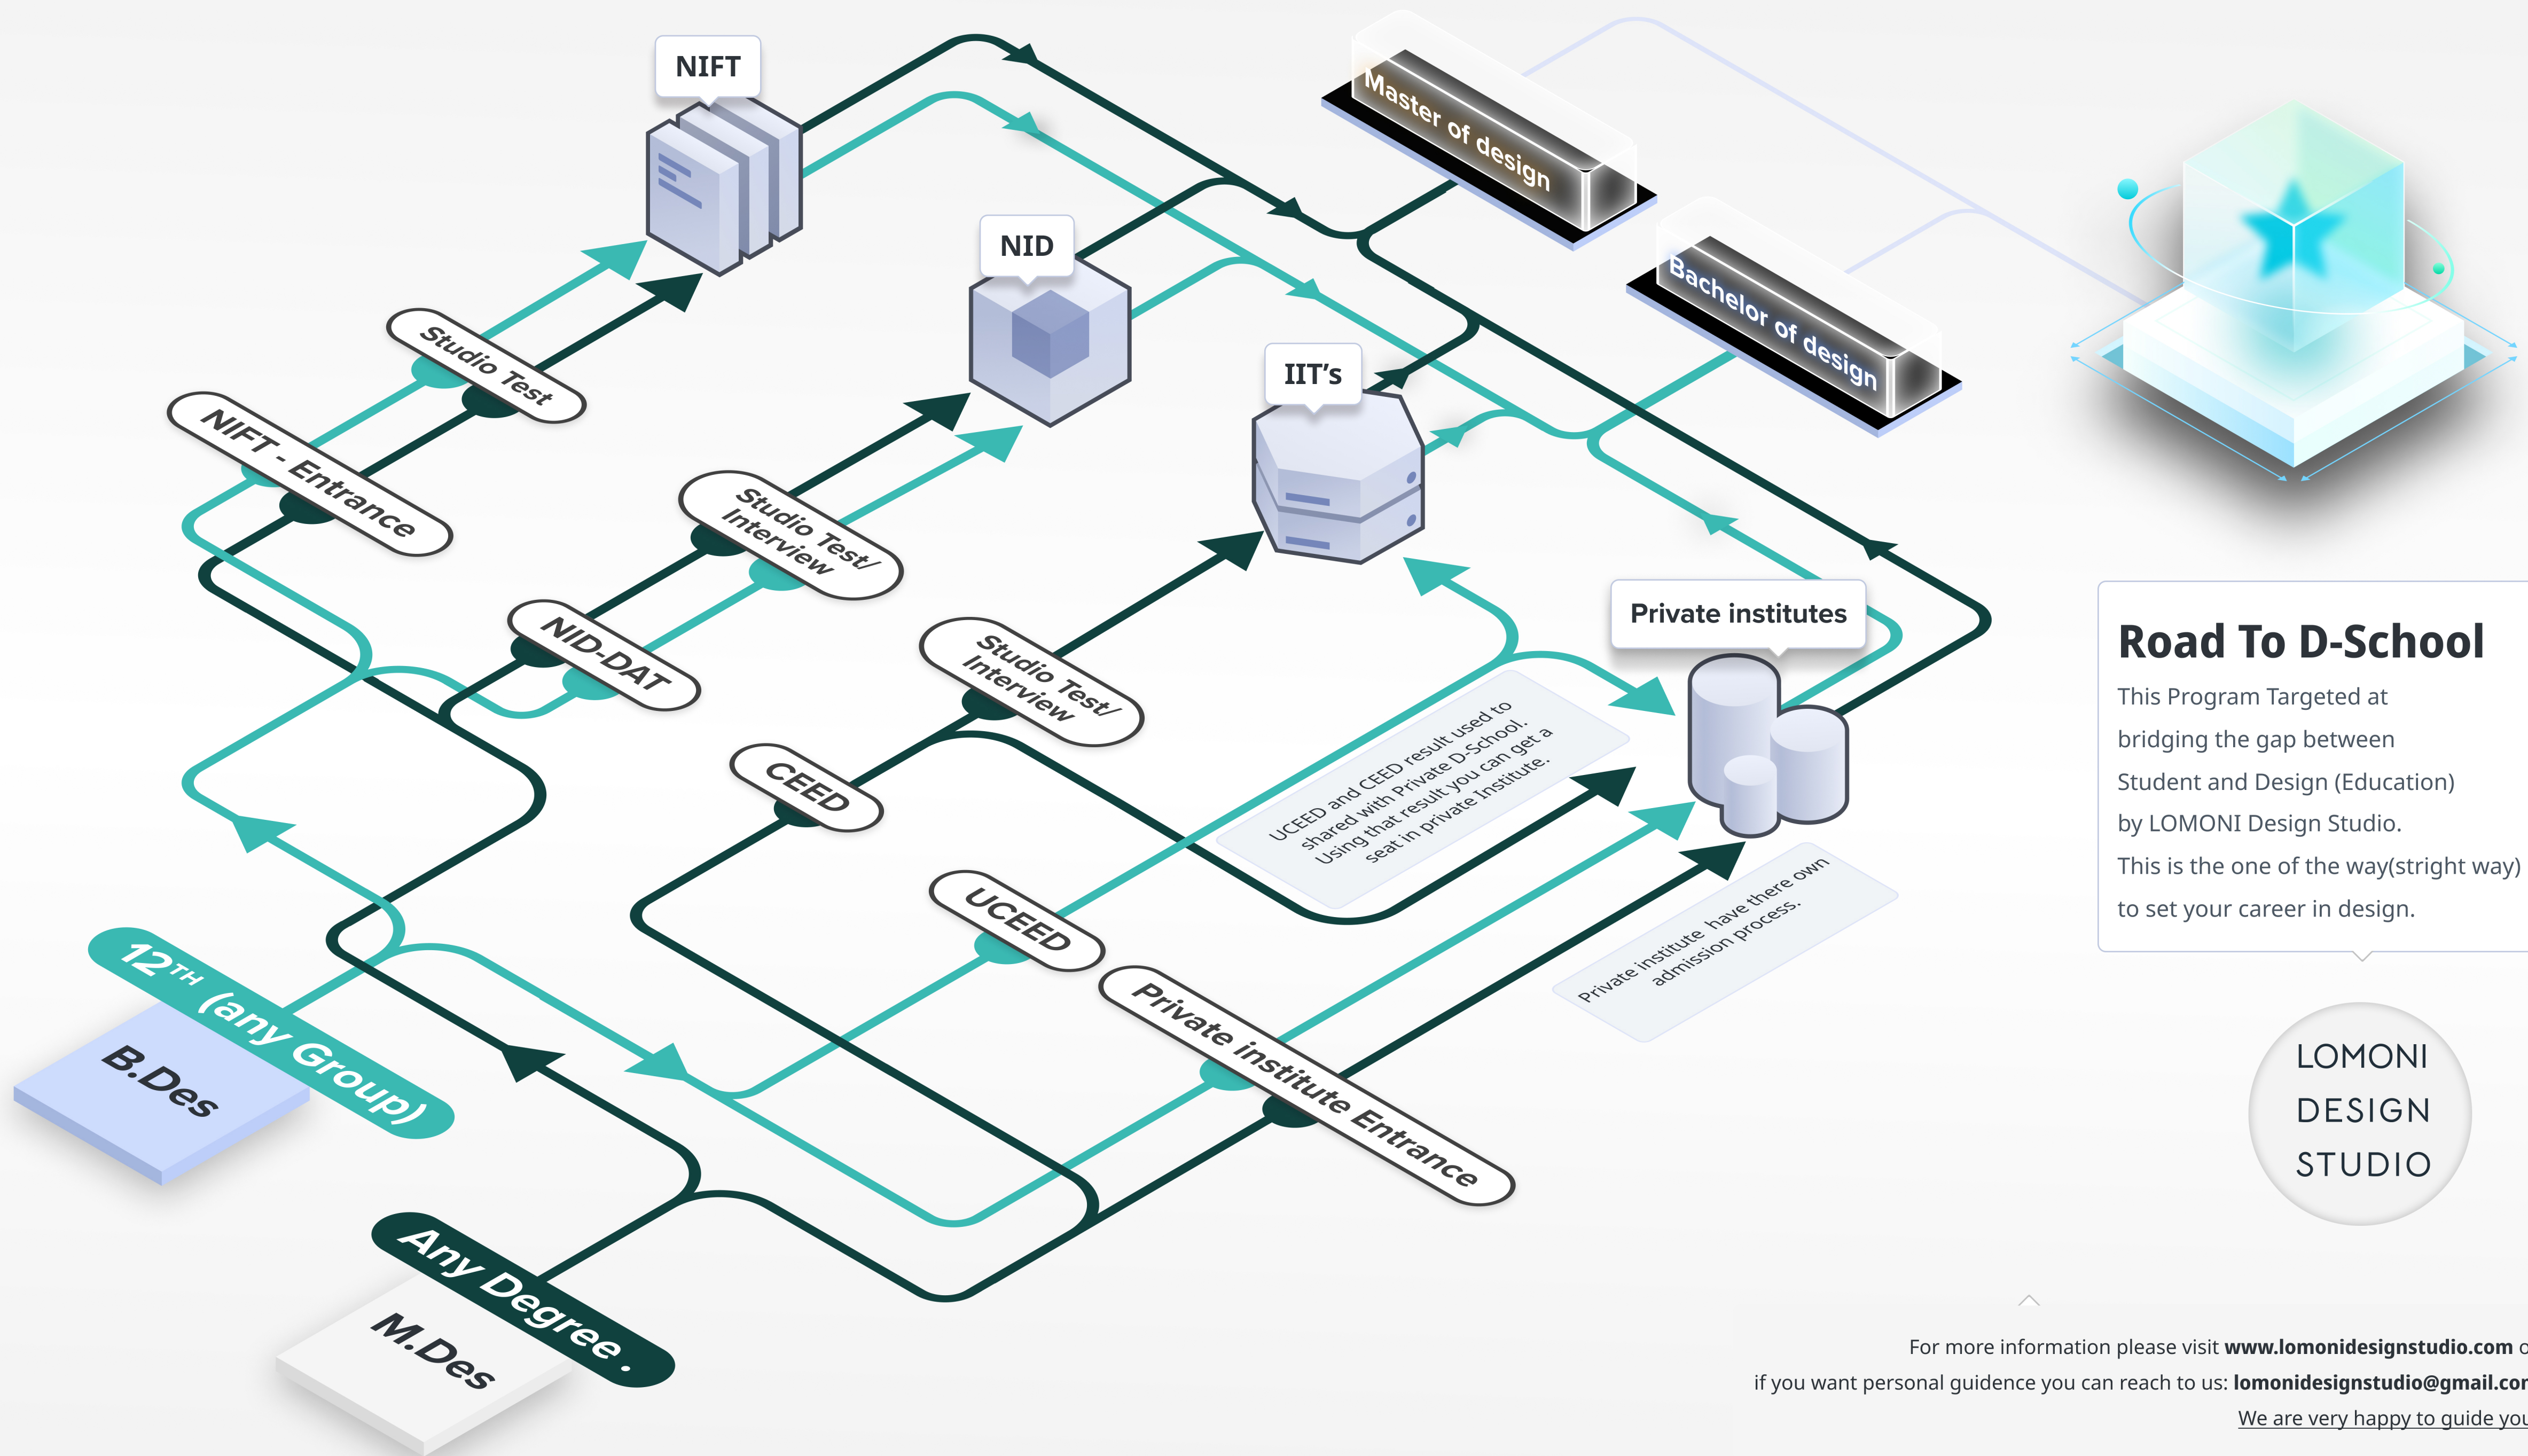 NIFT
NID
IIT’s
Master of design
Bachelor of design
Studio Test
NIFT - Entrance
Studio Test/
Interview
NID-DAT
Studio Test/
Interview
CEED
UCEED
Private institutes
UCEED and CEED result used to
shared with Private D-School.
Using that result you can get a
seat in private Institute.
Private institute have there own
admission process.
Private institute Entrance
12TH (any Group)
B.Des
Any Degree .
M.Des
Road To D-School
This Program Targeted at
bridging the gap between
Student and Design (Education)
by LOMONI Design Studio.
This is the one of the way(stright way)
to set your career in design.
LOMONI
DESIGN
STUDIO
For more information please visit www.lomonidesignstudio.com
if you want personal guidence you can reach to us:
We are very happy to guide you